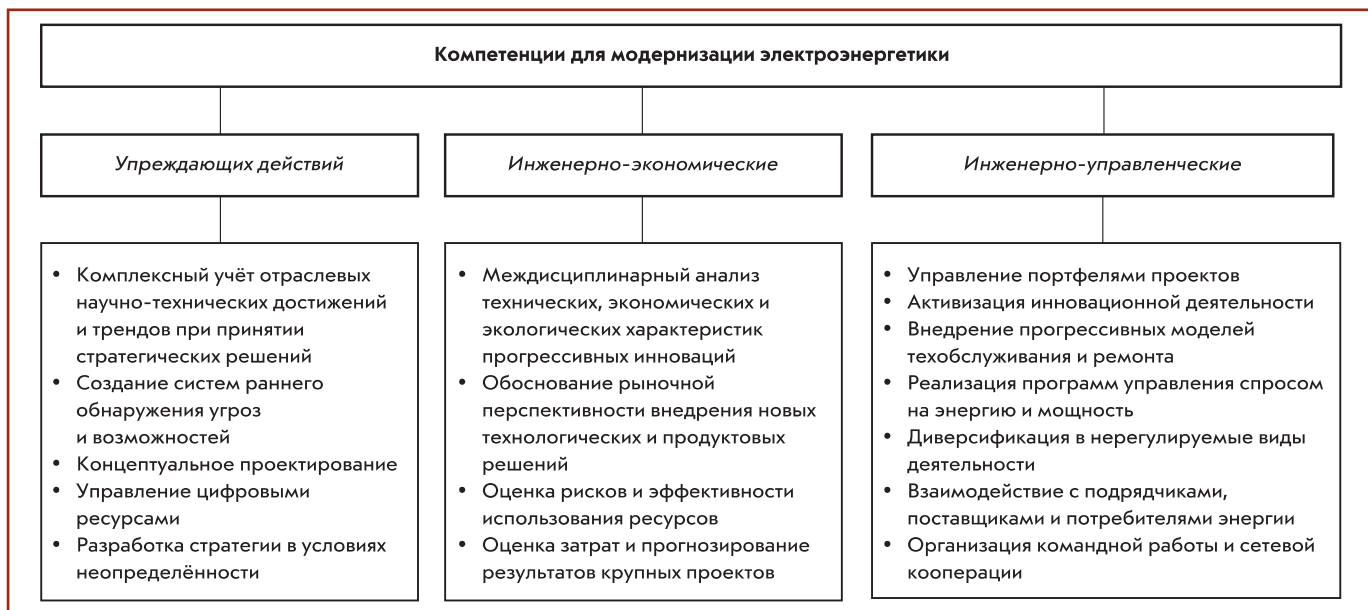 Компетенции для модернизации электроэнергетики
Упреждающих действий
• Комплексный учёт отраслевых
научно-технических достижений
и трендов при принятии
стратегических решений
• Создание систем раннего
обнаружения угроз
и возможностей
• Концептуальное проектирование
• Управление цифровыми
ресурсами
• Разработка стратегии в условиях
неопределённости
Инженерно-экономические
• Междисциплинарный анализ
технических, экономических и
экологических характеристик
прогрессивных инноваций
• Обоснование рыночной
перспективности внедрения новых
технологических и продуктовых
решений
• Оценка рисков и эффективности
использования ресурсов
• Оценка затрат и прогнозирование
результатов крупных проектов
Инженерно-управленческие
• Управление портфелями проектов
• Активизация инновационной деятельности
• Внедрение прогрессивных моделей
техобслуживания и ремонта
• Реализация программ управления спросом
на энергию и мощность
• Диверсификация в нерегулируемые виды
деятельности
• Взаимодействие с подрядчиками,
поставщиками и потребителями энергии
• Организация командной работы и сетевой
кооперации